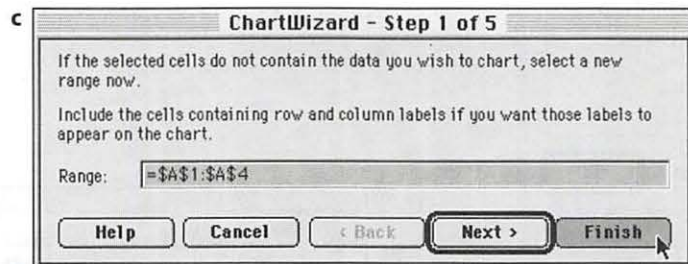 c
ChartWizard - Step 1 of 5
If the selected cells do not contain the data you wish to chart, select a new
range now.
Include the cells containing row and column labels if you want those labels to
appear on the chart.
Range: =$A$1:$A$4
Help Cancel < Back Next > Finish